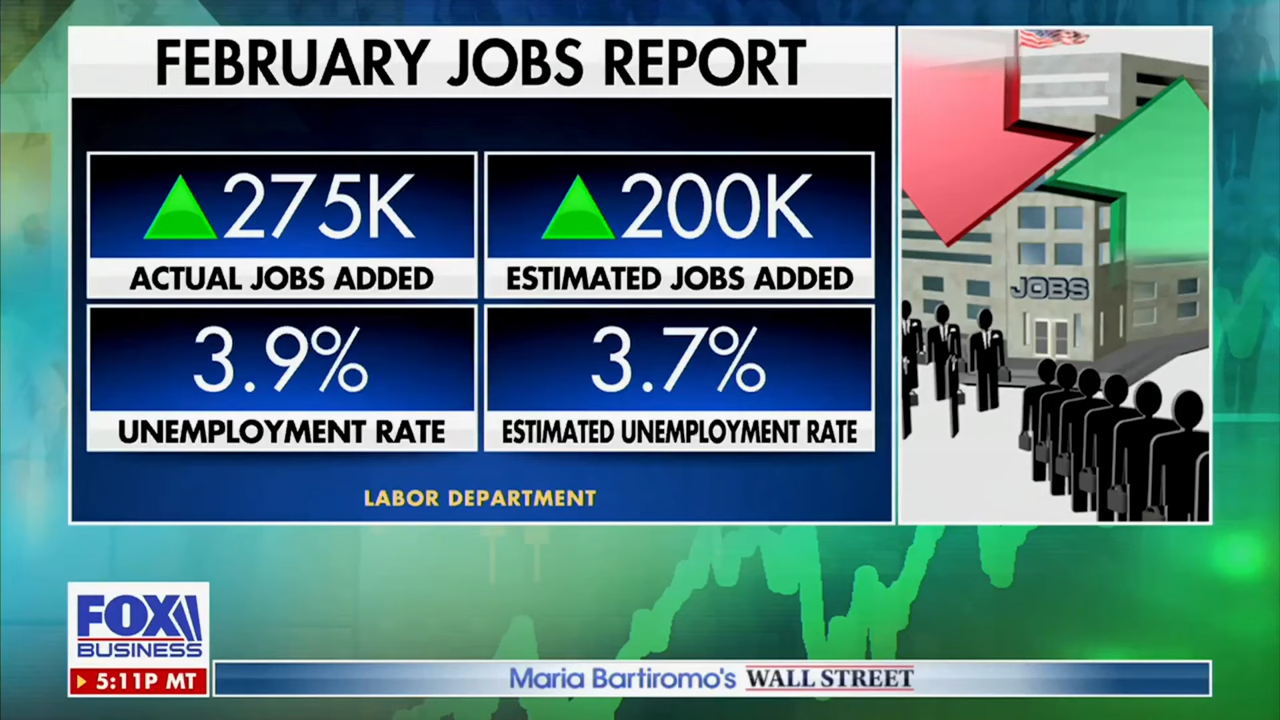 FEBRUARY JOBS REPORT
275K
ACTUAL JOBS ADDED
200K
ESTIMATED JOBS ADDED
3.9%
UNEMPLOYMENT RATE
3.7%
ESTIMATED UNEMPLOYMENT RATE
LABOR DEPARTMENT
JOBS
FOX
BUSINESS
5:11P MT
Maria Bartiromo's WALL STREET